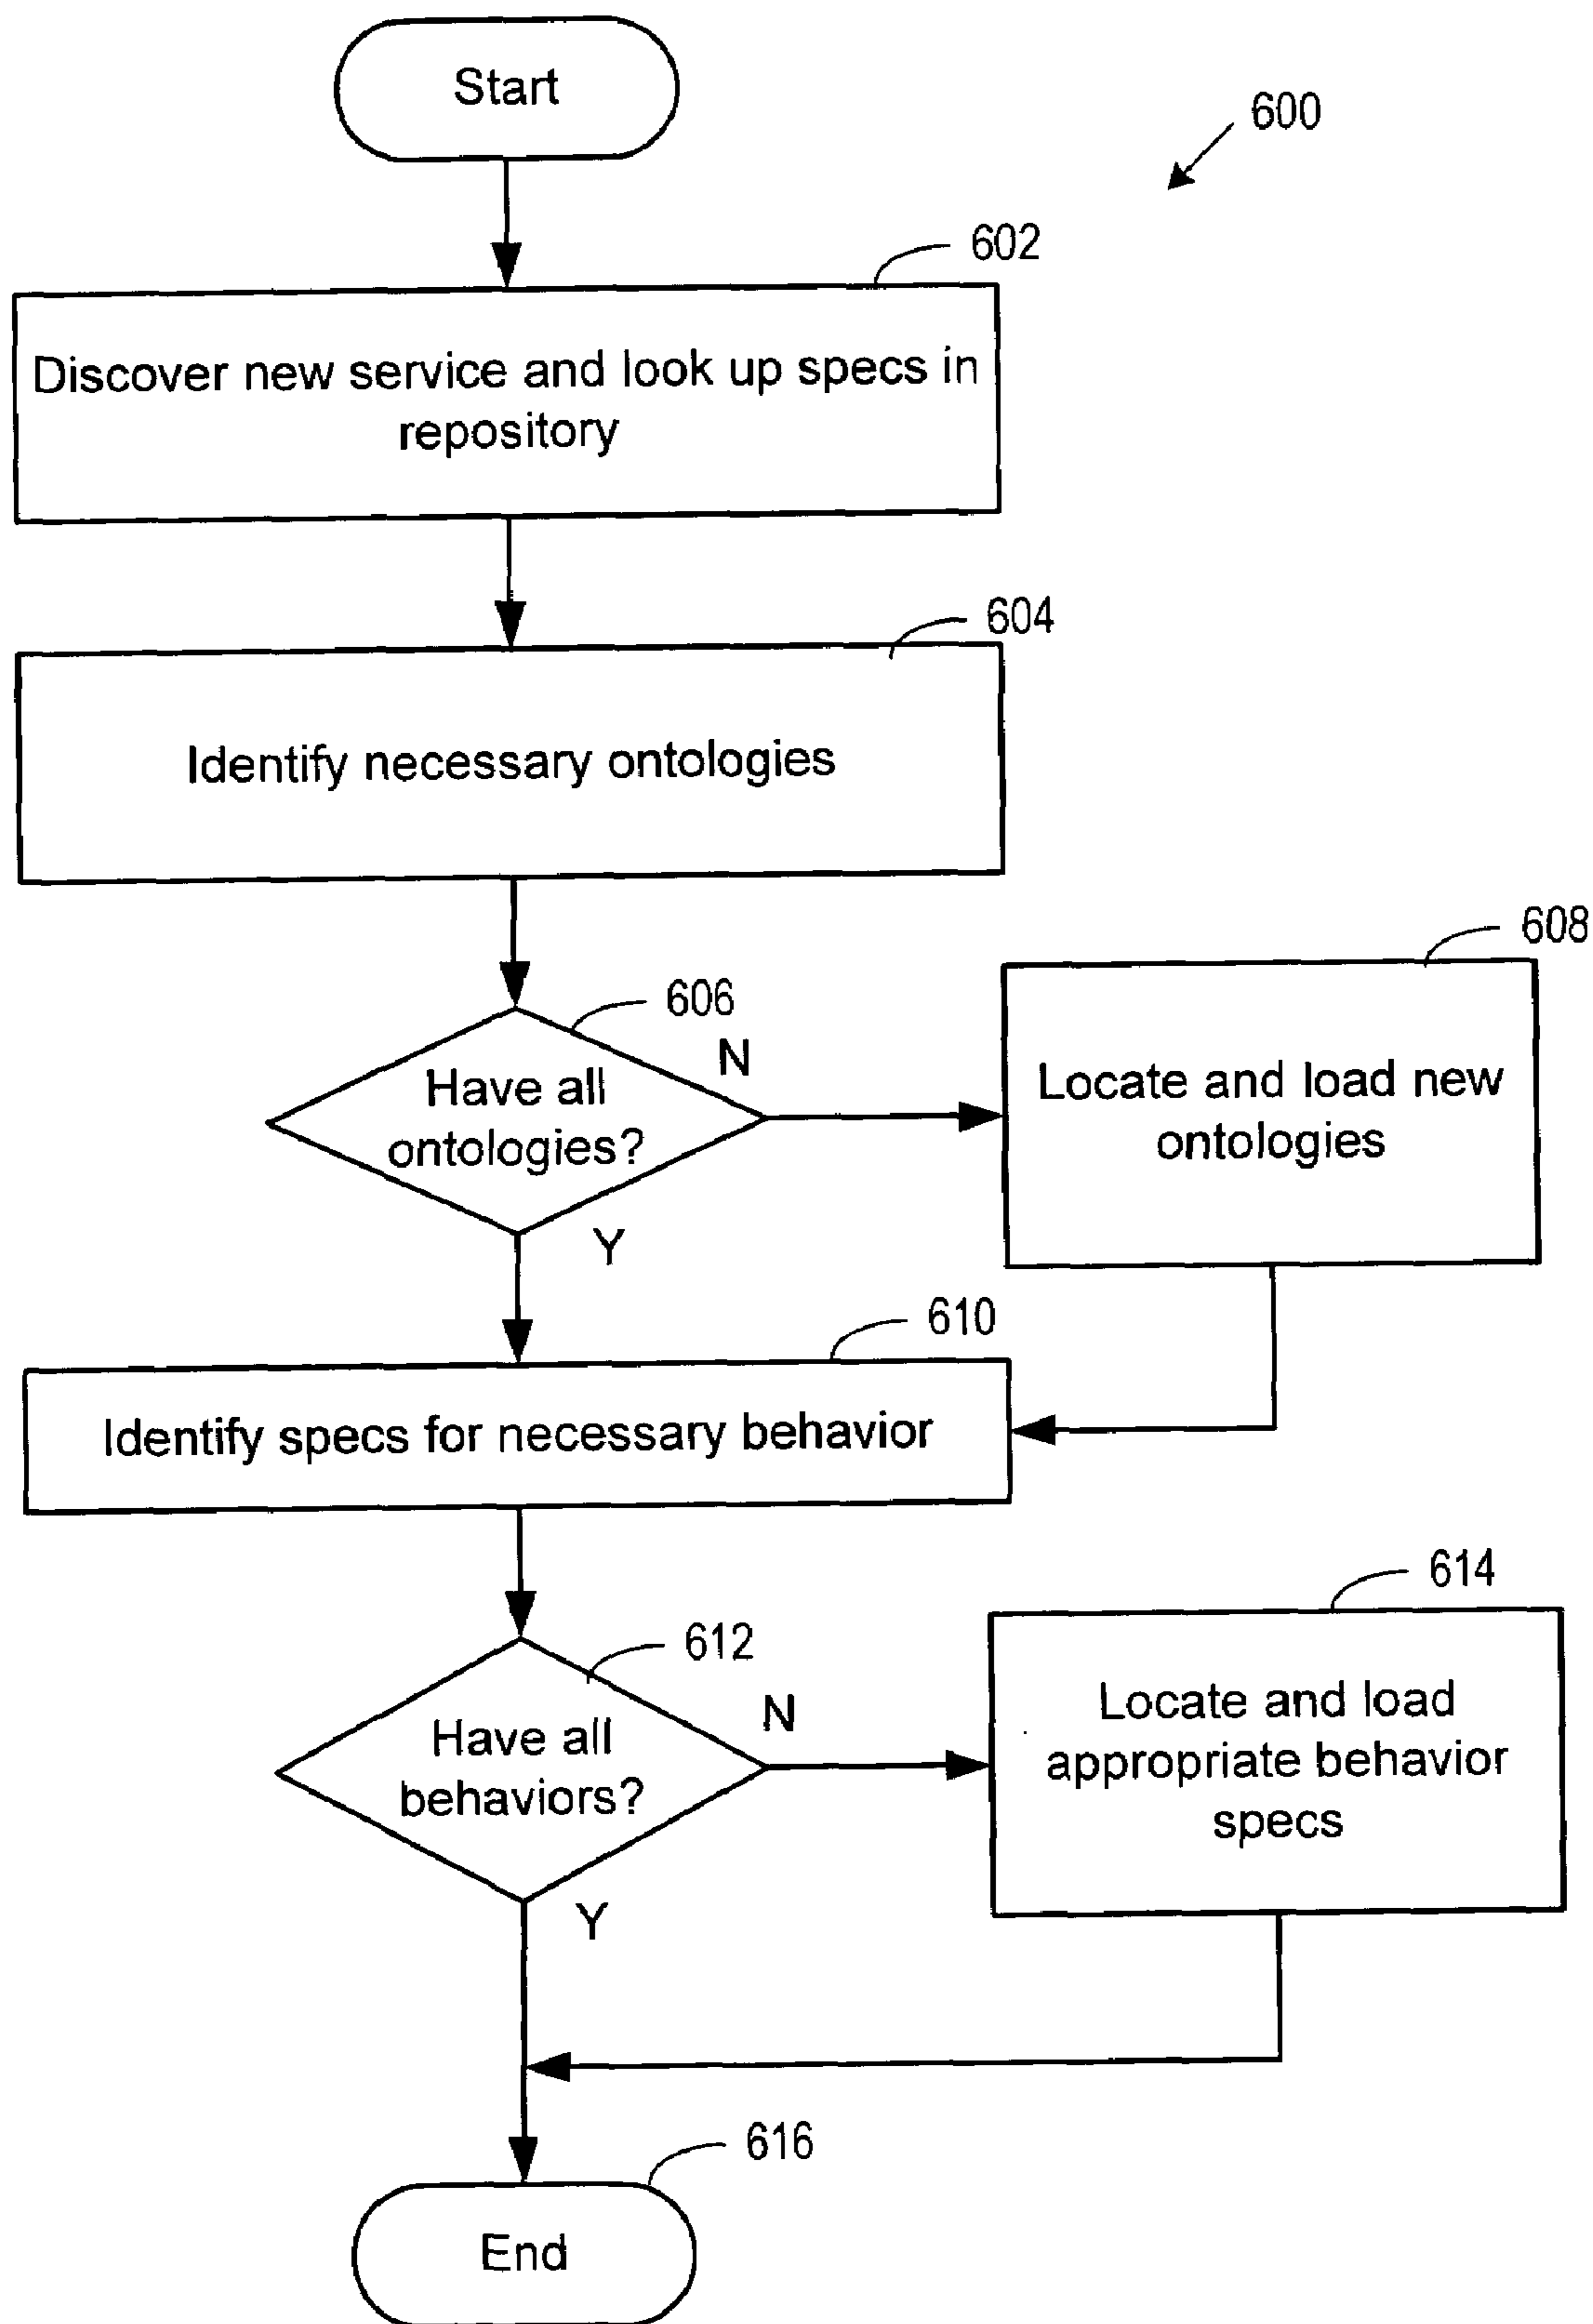 Start
600
602
Discover new service and look up specs in
repository
604
Identify necessary ontologies
606
N
608
Have all
ontologies?
Locate and load new
ontologies
Y
610
Identify specs for necessary behavior
612
N
614
Have all
behaviors?
Locate and load
appropriate behavior
specs
Y
616
End